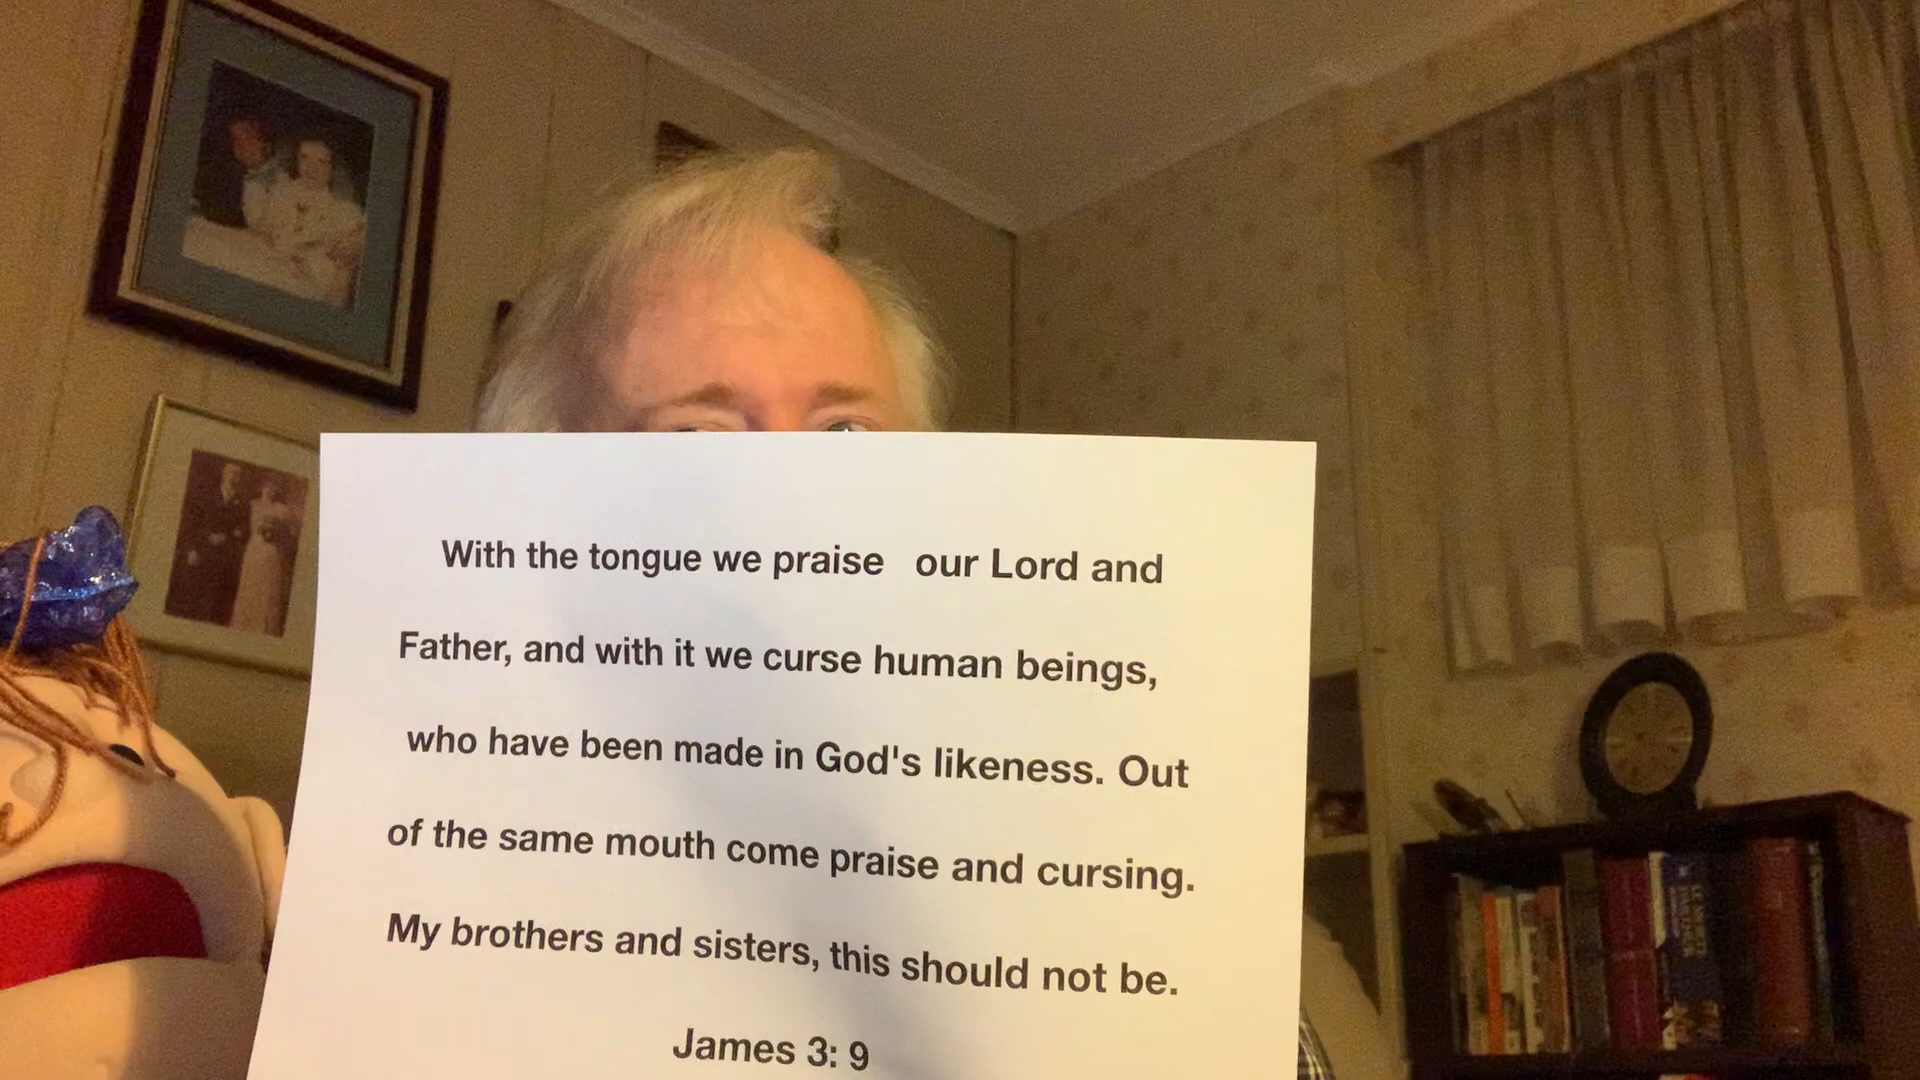 With the tongue we praise our Lord and
Father, and with it we curse human beings,
who have been made in God's likeness. Out
of the same mouth come praise and cursing.
My brothers and sisters, this should not be.
James 3: 9